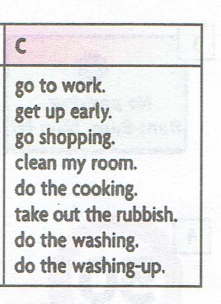 C
go to work.
get up early.
go shopping.
clean my room.
do the cooking.
take out the rubbish.
do the washing.
do the washing-up.